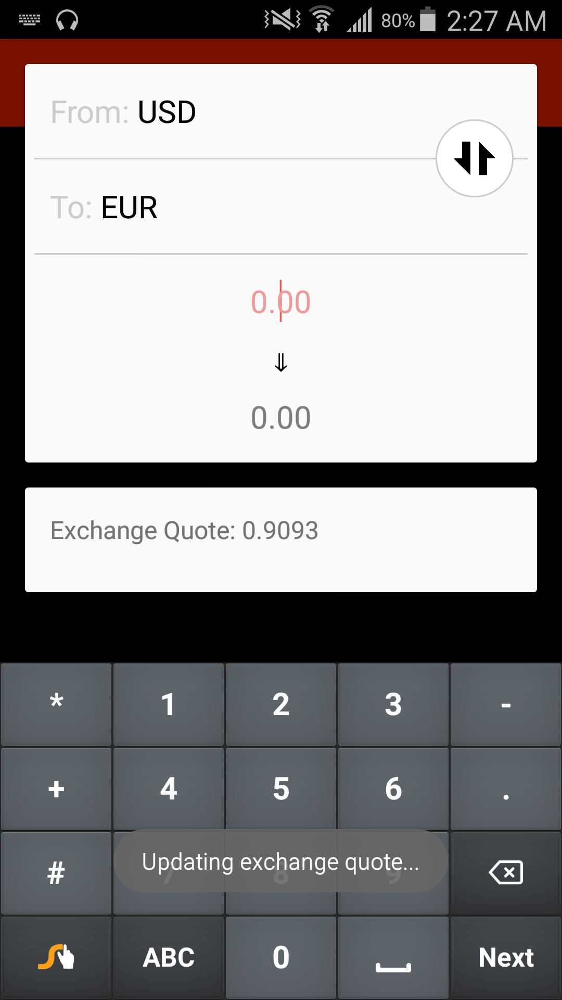 80% 2:27 AM
From: USD
To: EUR
0.00
⇓
0.00
Exchange Quote: 0.9093
* 1 2 3 -
+ 4 5 6 .
# 7 8 9
Updating exchange quote...
ABC 0 Next